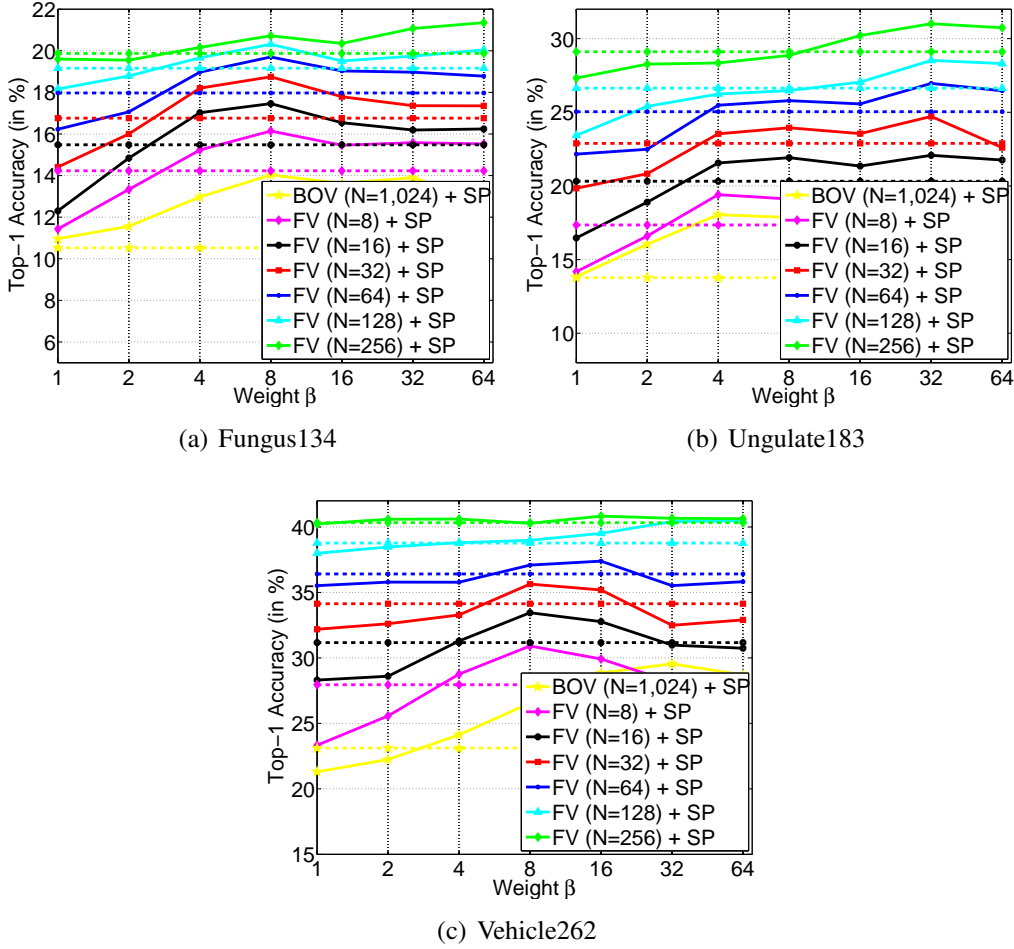 Top-1 Accuracy (in %)
20
18
16
14
12
10
8
6
BOV (N=1,024) + SP
FV (N=8) + SP
FV (N=16) + SP
FV (N=32) + SP
FV (N=64) + SP
FV (N=128) + SP
FV (N=256) + SP
1 2 4 8 16 32 64
Weight β
(a) Fungus134
Top-1 Accuracy (in %)
30
25
20
15
10
BOV (N=1,024) + SP
FV (N=8) + SP
FV (N=16) + SP
FV (N=32) + SP
FV (N=64) + SP
FV (N=128) + SP
FV (N=256) + SP
1 2 4 8 16 32 64
Weight β
(b) Ungulate183
Top-1 Accuracy (in %)
40
35
30
25
20
15
BOV (N=1,024) + SP
FV (N=8) + SP
FV (N=16) + SP
FV (N=32) + SP
FV (N=64) + SP
FV (N=128) + SP
FV (N=256) + SP
1 2 4 8 16 32 64
Weight β
(c) Vehicle262